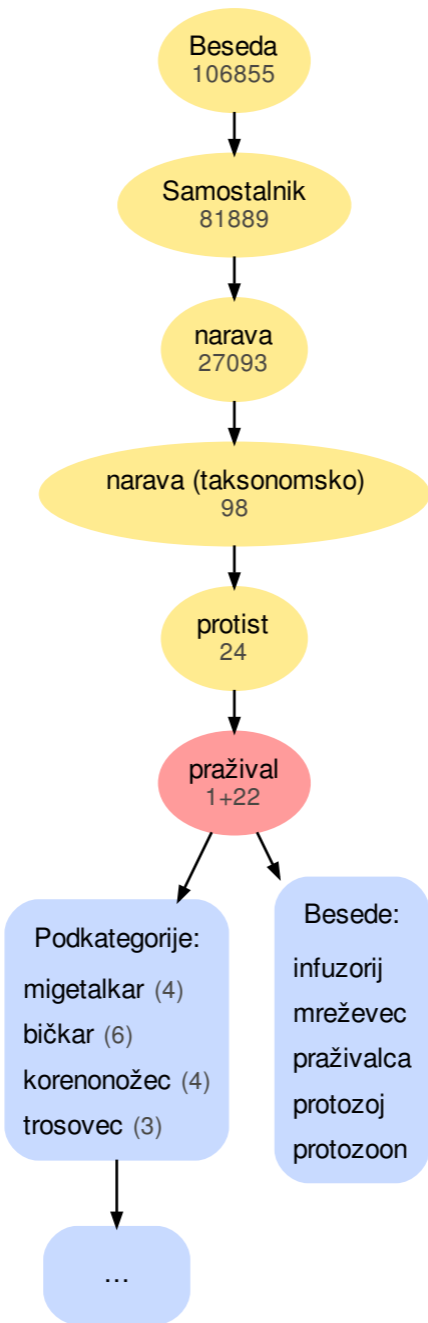 Beseda
106855
Samostalnik
81889
narava
27093
narava (taksonomsko)
98
protist
24
pražival
1+22
Podkategorije:
migetalkar (4)
bičkar (6)
korenonožec (4)
trosovec (3)
...
Besede:
infuzorij
mreževec
praživalca
protozoj
protozoon